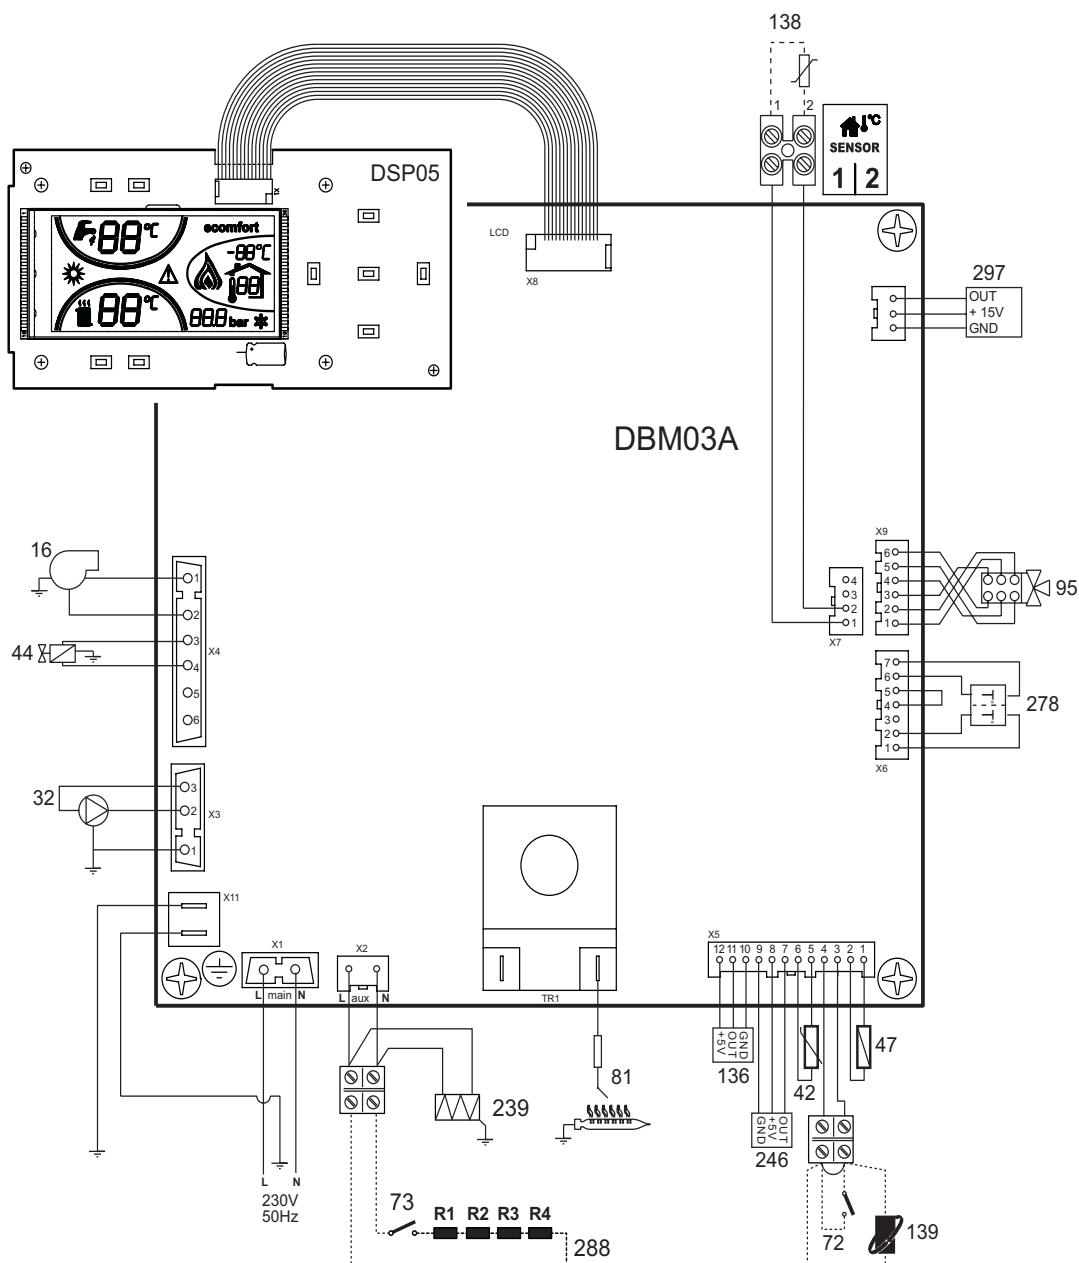 138
1 2
°C
SENSOR
1 2
DSP05
X1
88°C
ecomfort
-88°C
88
88°C
88.8 bar
LCD
X8
297
OUT
+ 15V
GND
DBM03A
16
1
2
3
44
4
X4
5
6
X9
6
5
4
3
2
1
95
4
3
2
1
X7
7
6
5
4
3
2
1
X6
278
32
3
2
X3
1
X11
X1
L main N
X2
L aux N
TR1
X5
12 11 10 9 8 7 6 5 4 3 2 1
+5V
OUT
GND
136
42
47
81
239
GND
+5V
OUT
246
L N
230V
50Hz
73
R1 R2 R3 R4
288
72
139